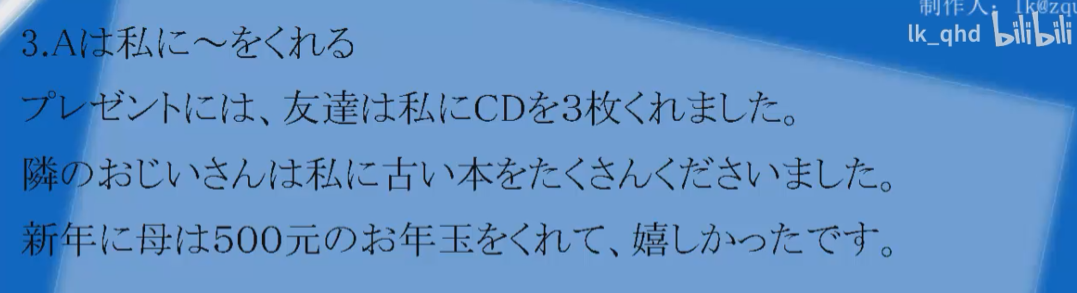 制作人：lk@zqu
lk_qhd bilibili
3.Aは私に～をくれる
プレゼントには、友達は私にCDを3枚くれました。
隣のおじいさんは私に古い本をたくさんくださいました。
新年に母は500元のお年玉をくれて、嬉しかったです。